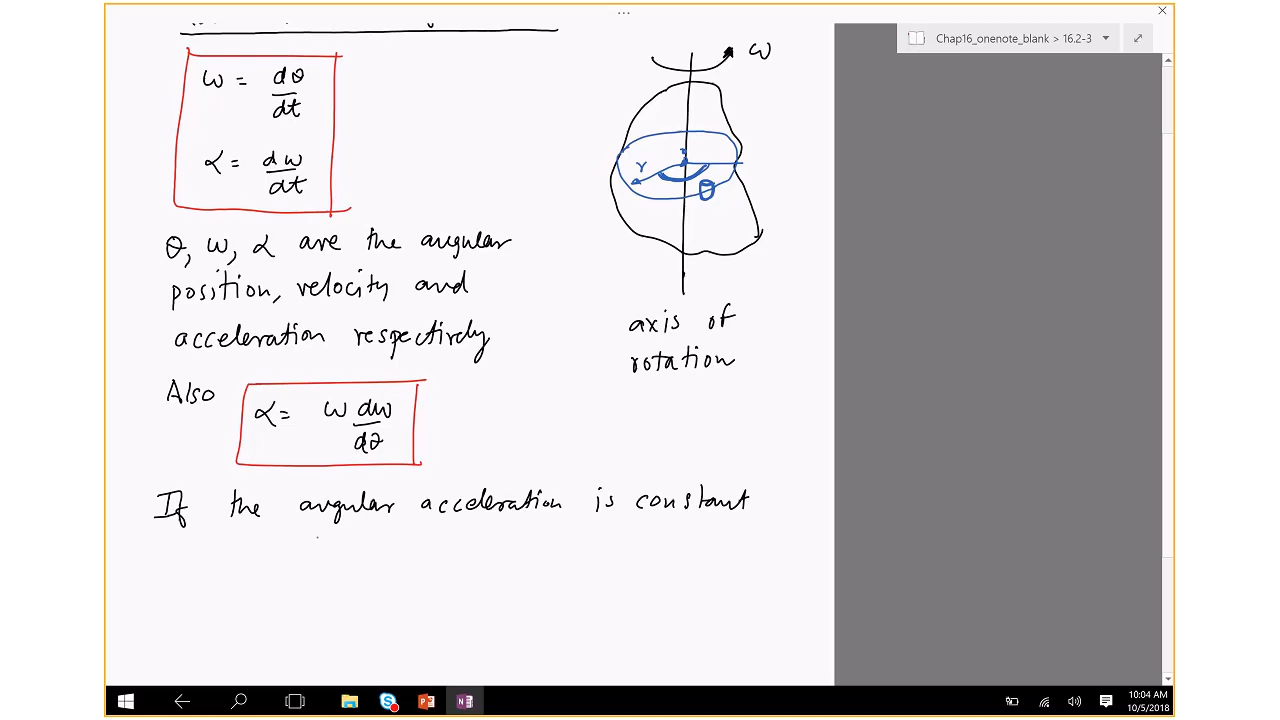 ω = dθ/dt
α = dω/dt
θ, ω, α are the angular
position, velocity and
acceleration respectively
Also
α = ω dω/dθ
If the angular acceleration is constant
ω
r
θ
axis of
rotation
Chap16_onenote_blank > 16.2-3
10:04 AM
10/5/2018